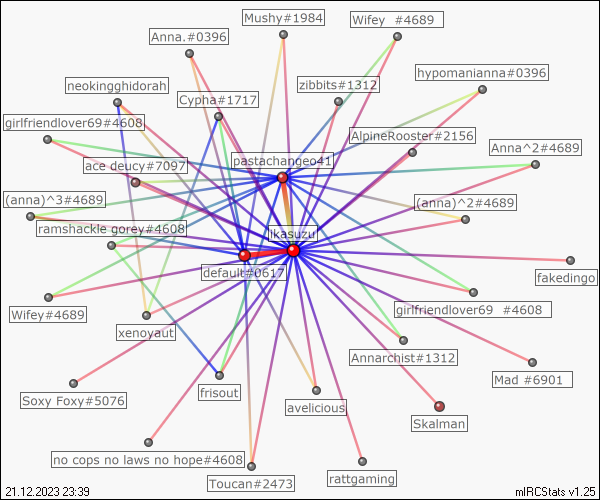 Mushy#1984
Wifey  #4689
Anna.#0396
hypomanianna#0396
neokingghidorah
zibbits#1312
Cypha#1717
girlfriendlover69#4608
AlpineRooster#2156
Anna^2#4689
pastachangeo41
ace deucy#7097
(anna)^3#4689
(anna)^2#4689
ramshackle gorey#4608
ikasuzu
default#0617
fakedingo
Wifey#4689
girlfriendlover69  #4608
xenoyaut
Annarchist#1312
Mad #6901
frisout
Soxy Foxy#5076
avelicious
Skalman
no cops no laws no hope#4608
Toucan#2473
rattgaming
21.12.2023 23:39
mIRCStats v1.25